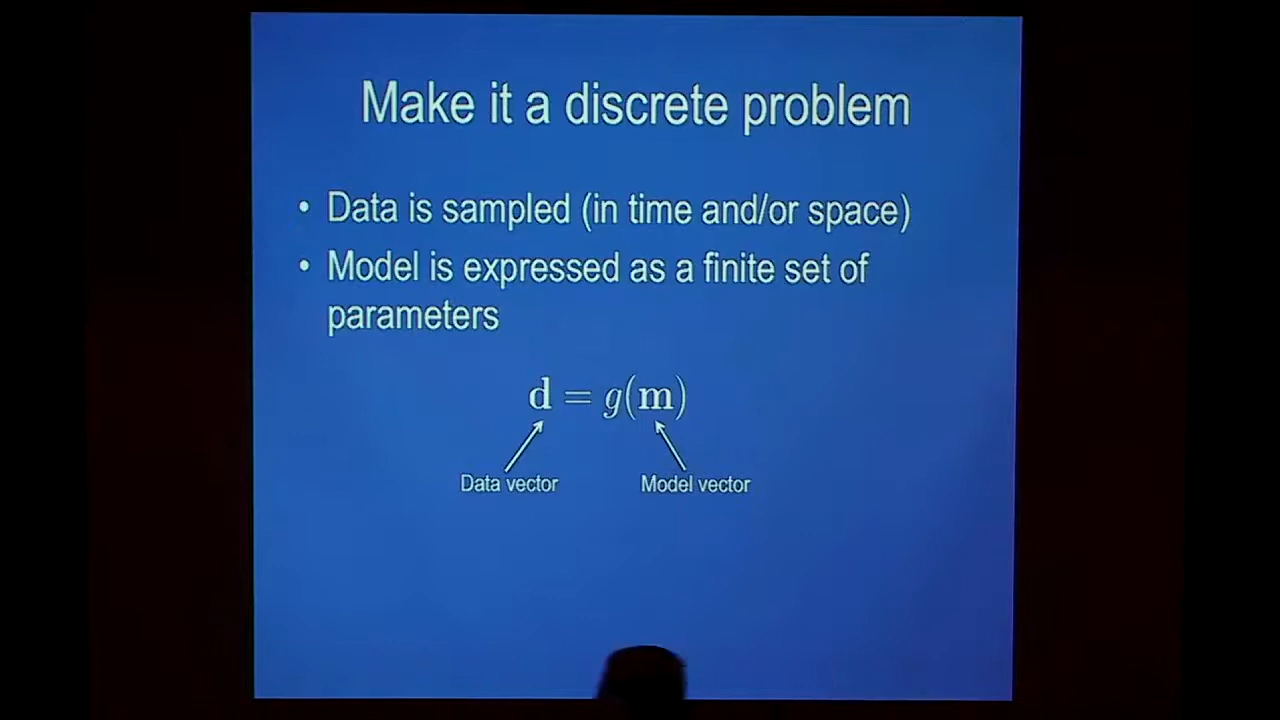 Make it a discrete problem
• Data is sampled (in time and/or space)
• Model is expressed as a finite set of
parameters
d = g(m)
Data vector Model vector